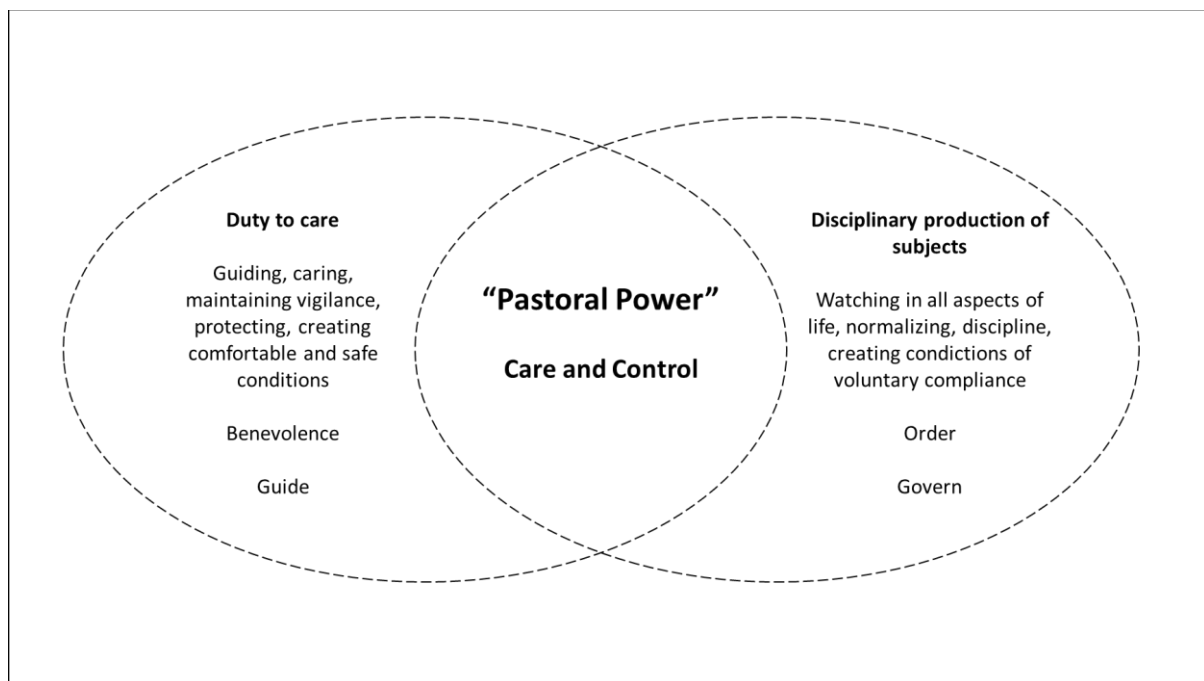 Duty to care
Guiding, caring,
maintaining vigilance,
protecting, creating
comfortable and safe
conditions
Benevolence
Guide
“Pastoral Power”
Care and Control
Disciplinary production of
subjects
Watching in all aspects of
life, normalizing, discipline,
creating condictions of
voluntary compliance
Order
Govern